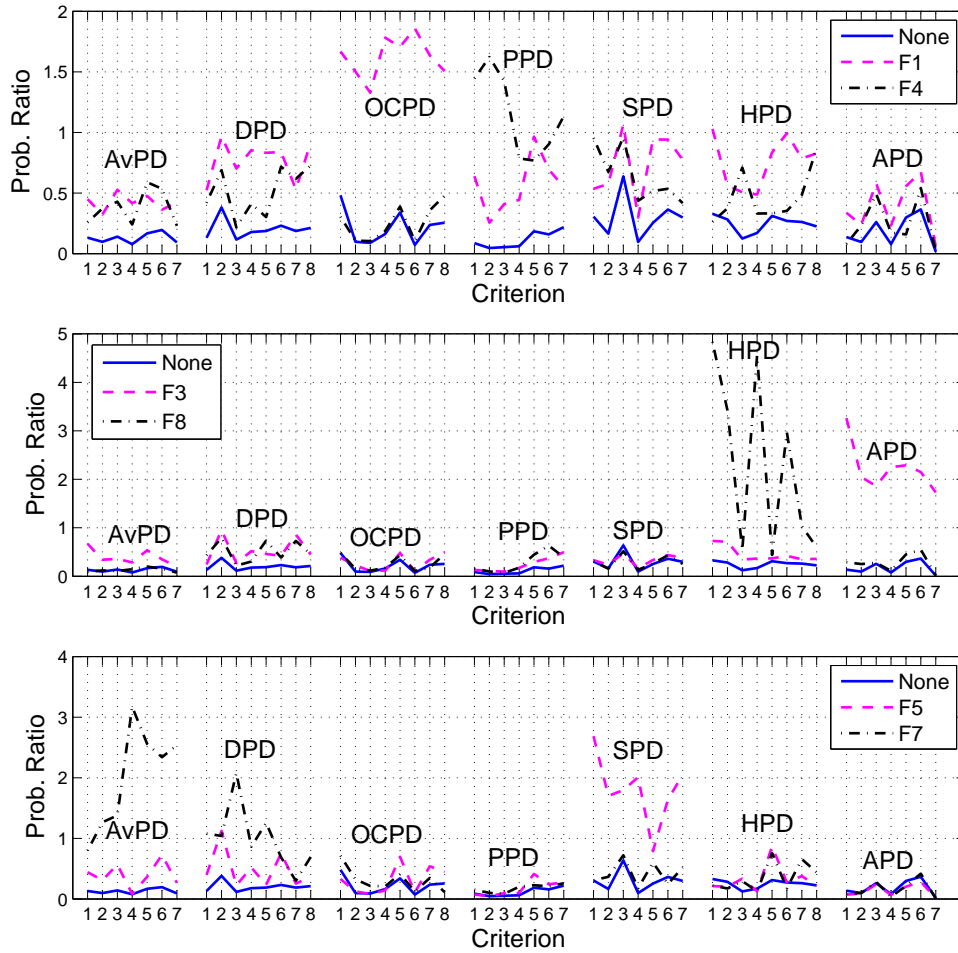 2
1.5
1
0.5
0
Prob. Ratio
AvPD
DPD
OCPD
PPD
SPD
HPD
APD
None
F1
F4
1 2 3 4 5 6 7 1 2 3 4 5 6 7 8 1 2 3 4 5 6 7 8 1 2 3 4 5 6 7 1 2 3 4 5 6 7 1 2 3 4 5 6 7 8 1 2 3 4 5 6 7
Criterion
5
4
3
2
1
0
Prob. Ratio
None
F3
F8
AvPD
DPD
OCPD
PPD
SPD
HPD
APD
1 2 3 4 5 6 7 1 2 3 4 5 6 7 8 1 2 3 4 5 6 7 8 1 2 3 4 5 6 7 1 2 3 4 5 6 7 1 2 3 4 5 6 7 8 1 2 3 4 5 6 7
Criterion
4
3
2
1
0
Prob. Ratio
AvPD
DPD
OCPD
PPD
SPD
HPD
APD
None
F5
F7
1 2 3 4 5 6 7 1 2 3 4 5 6 7 8 1 2 3 4 5 6 7 8 1 2 3 4 5 6 7 1 2 3 4 5 6 7 1 2 3 4 5 6 7 8 1 2 3 4 5 6 7
Criterion